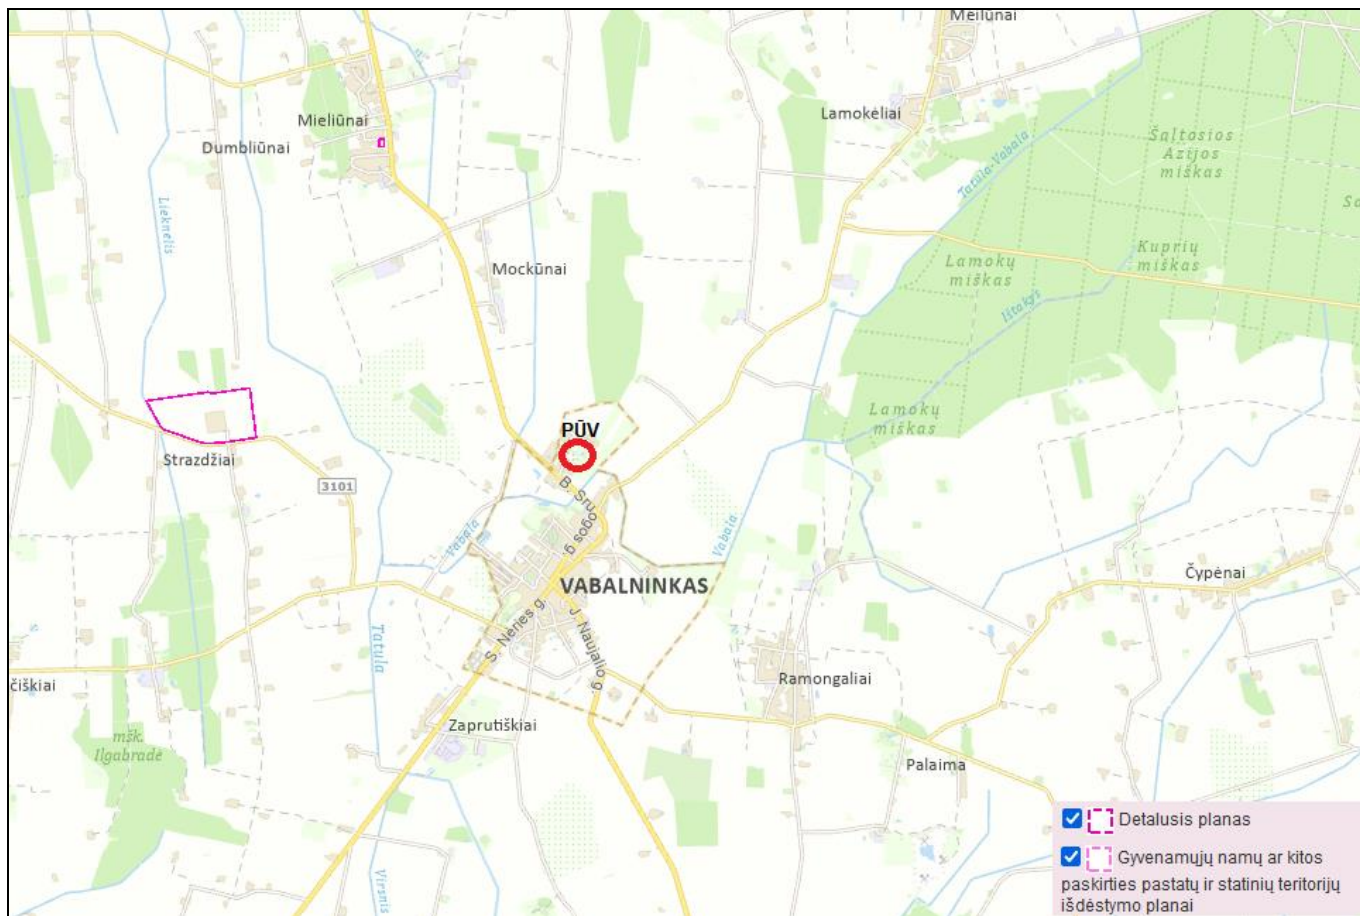 Meilūnai
Lamokėliai
Mieliūnai
Dumbliūnai
Šaltosios
Azijos
miškas
Tatula-Vabala
Lieknelis
Kuprių
miškas
Lamokų
miškas
Mockūnai
Ištakys
Lamokų
miškas
PŪV
Strazdžiai
3101
B. Sruogos g.
Vabala
Vabala
VABALNINKAS
Čypėnai
S. Nėries g.
J. Naujalio g.
Tatula
čiškiai
Ramongaliai
Zaprutiškiai
mšk.
Ilgabradė
Palaima
Virsnis
Detalusis planas
Gyvenamųjų namų ar kitos
paskirties pastatų ir statinių teritorijų
išdėstymo planai